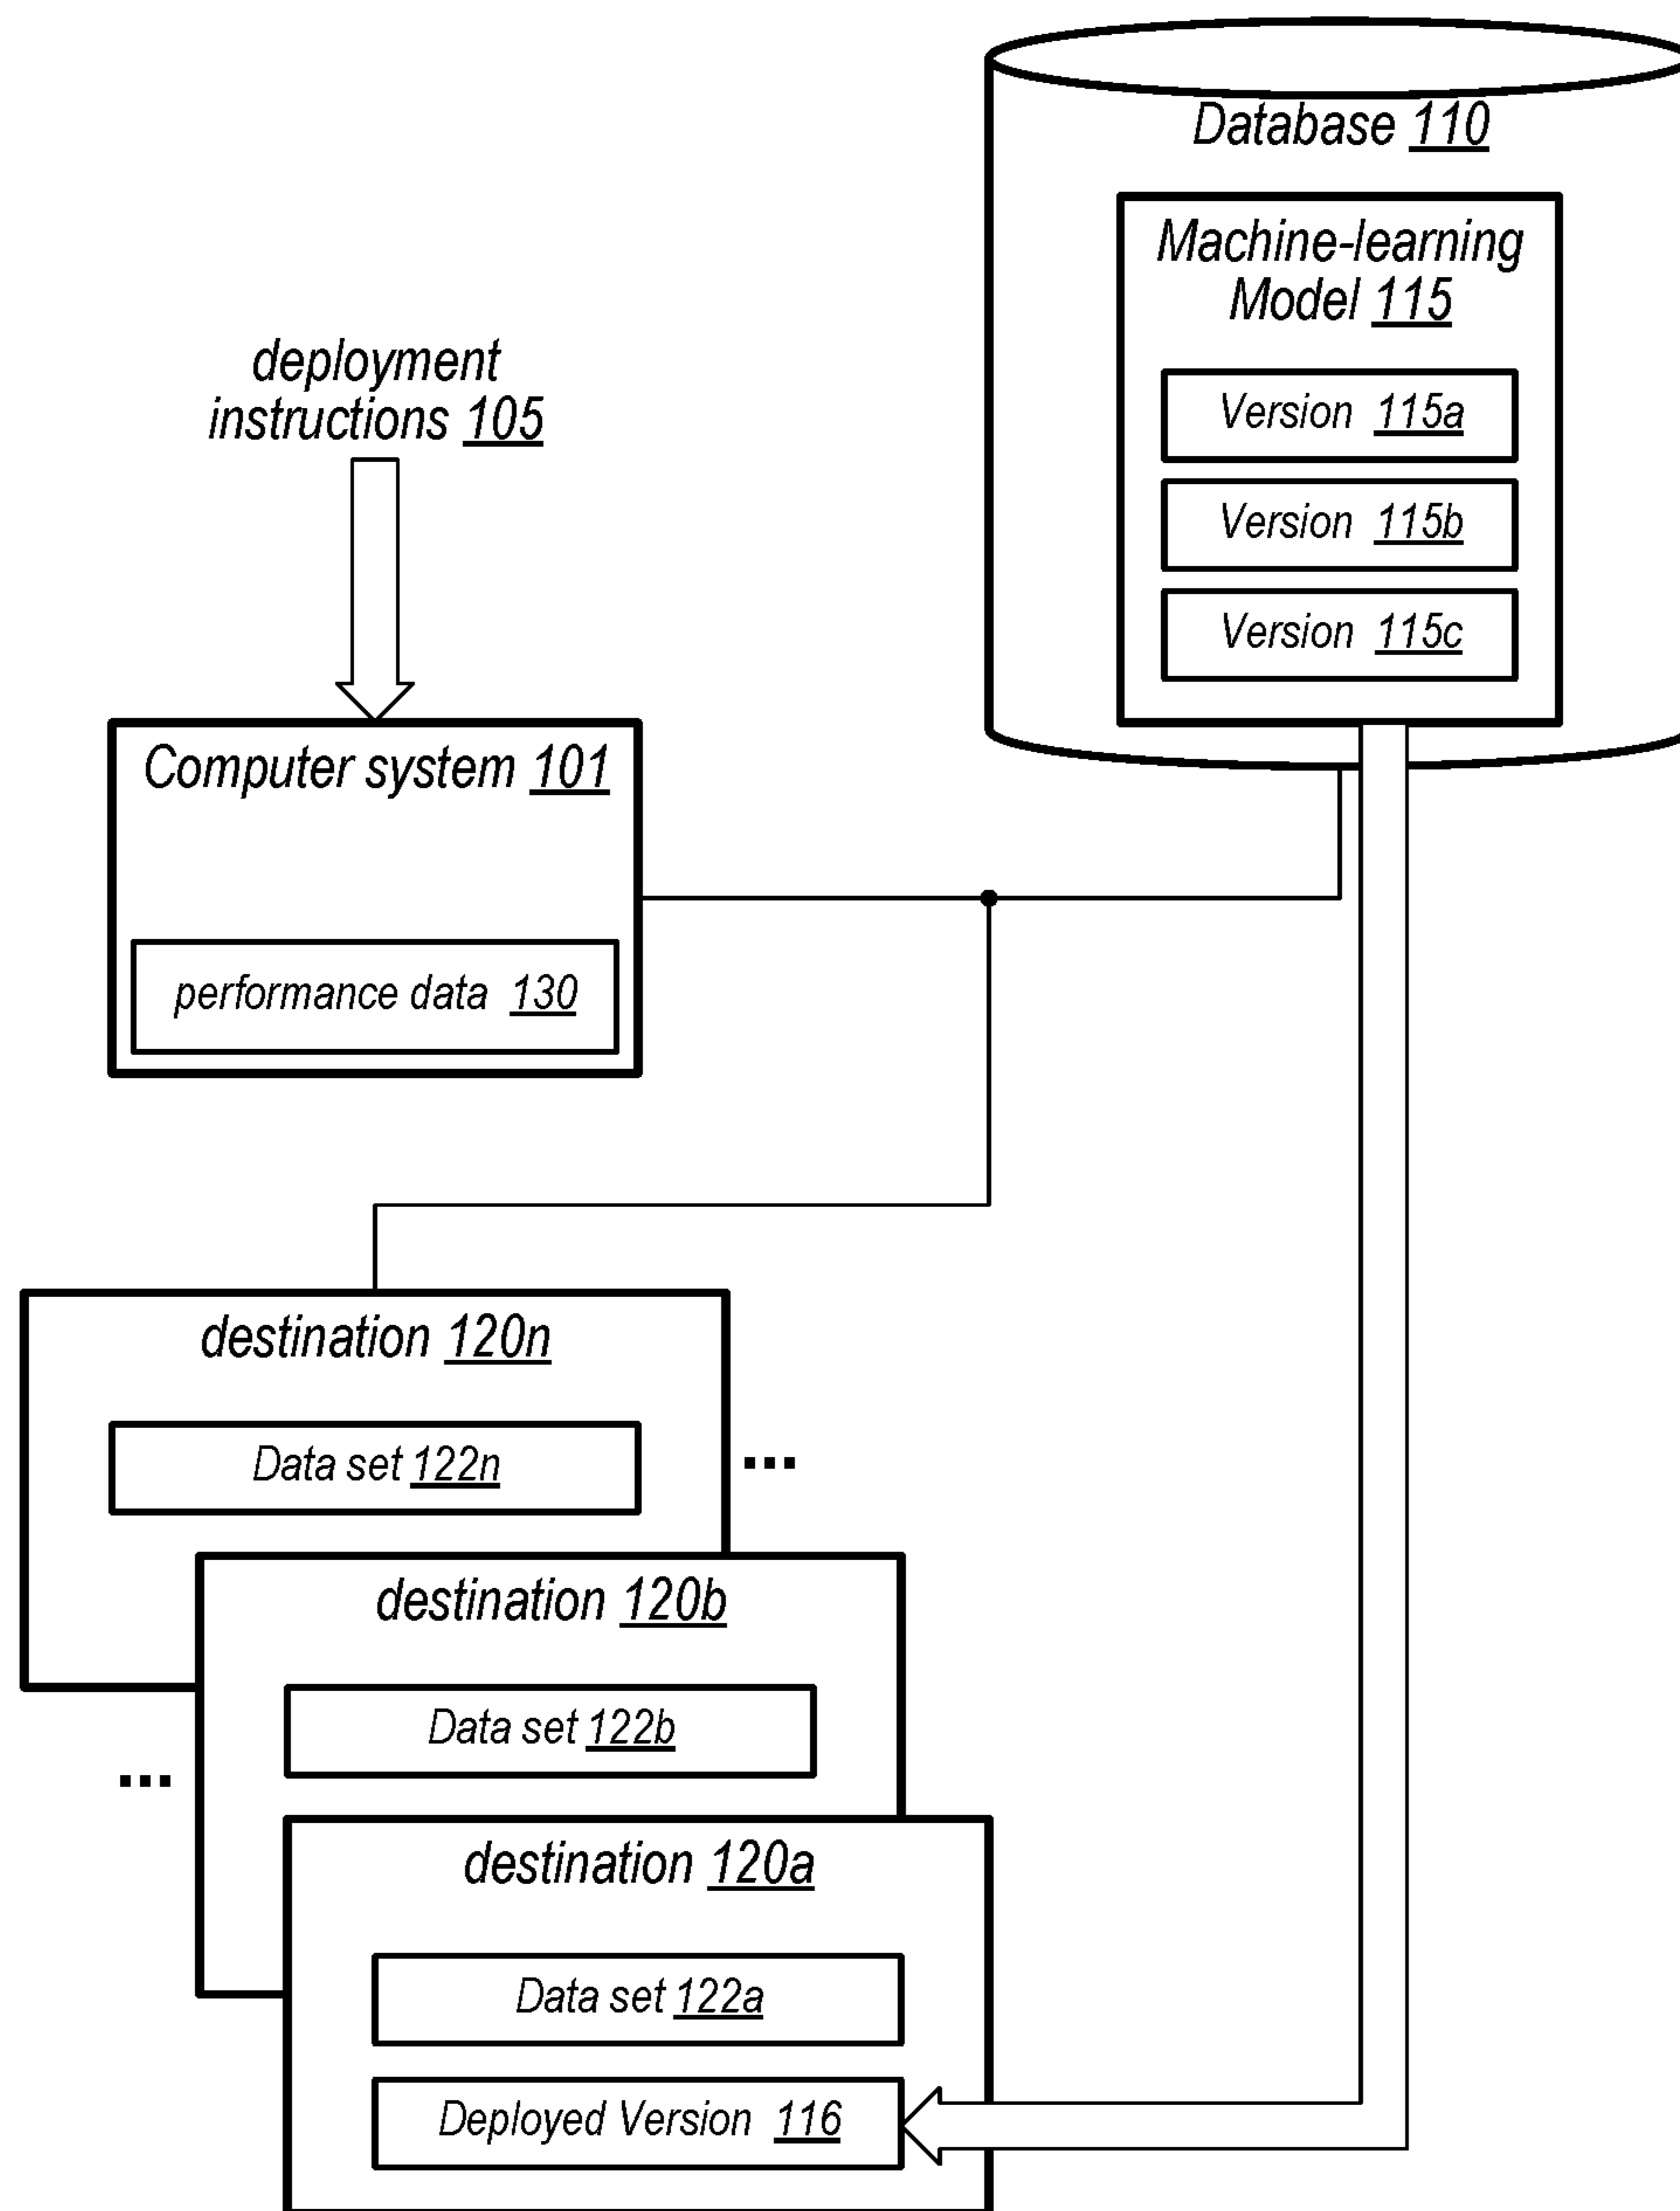 Database 110
Machine-learning
Model 115
Version 115a
Version 115b
Version 115c
deployment
instructions 105
Computer system 101
performance data 130
destination 120n
Data set 122n
...
destination 120b
Data set 122b
...
destination 120a
Data set 122a
Deployed Version 116